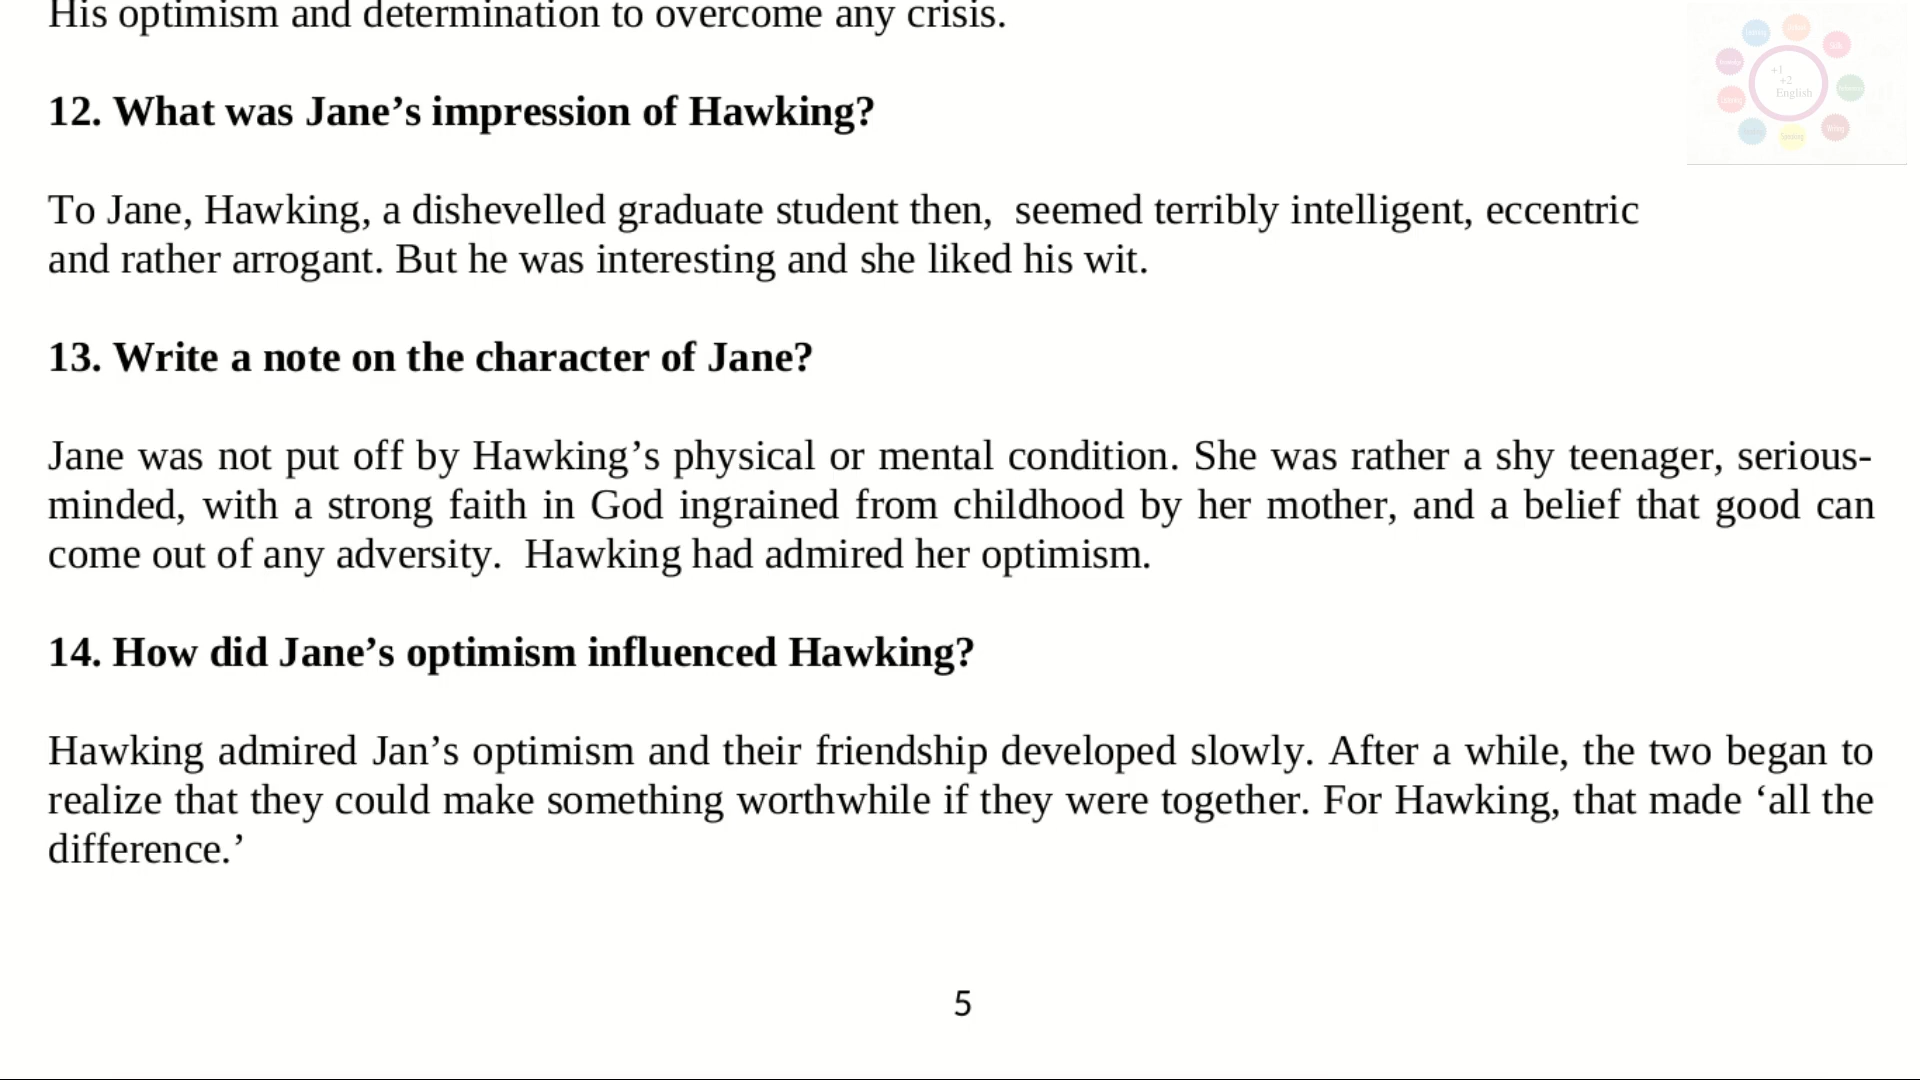 His optimism and determination to overcome any crisis.
12. What was Jane’s impression of Hawking?
To Jane, Hawking, a dishevelled graduate student then,  seemed terribly intelligent, eccentric
and rather arrogant. But he was interesting and she liked his wit.
13. Write a note on the character of Jane?
Jane was not put off by Hawking’s physical or mental condition. She was rather a shy teenager, serious-
minded, with a strong faith in God ingrained from childhood by her mother, and a belief that good can
come out of any adversity.  Hawking had admired her optimism.
14. How did Jane’s optimism influenced Hawking?
Hawking admired Jan’s optimism and their friendship developed slowly. After a while, the two began to
realize that they could make something worthwhile if they were together. For Hawking, that made ‘all the
difference.’
5
+1
+2
English